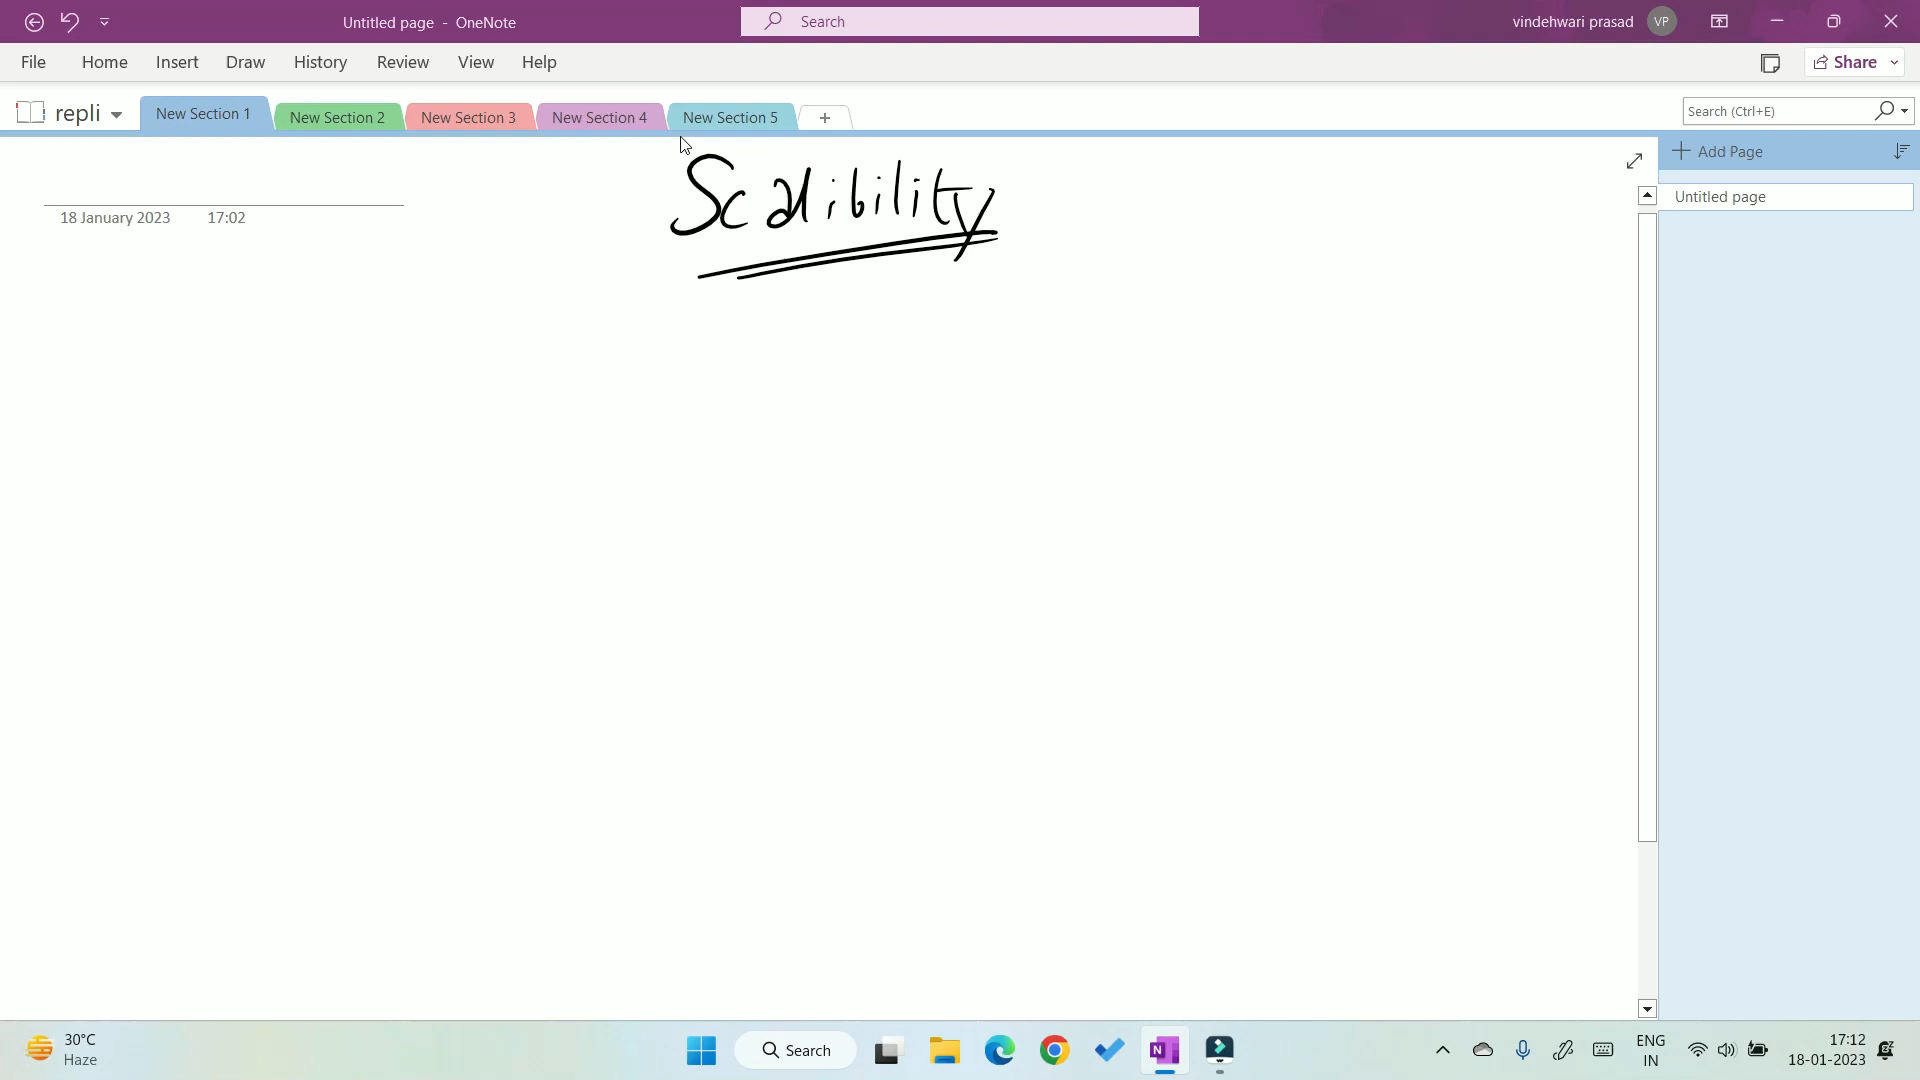 Untitled page - OneNote
Search
vindehwari prasad
VP
File Home Insert Draw History Review View Help
Share
repli
New Section 1
New Section 2
New Section 3
New Section 4
New Section 5
+
Search (Ctrl+E)
Scalibility
Add Page
Untitled page
18 January 2023 17:02
30°C
Haze
Search
N
ENG
IN
17:12
18-01-2023